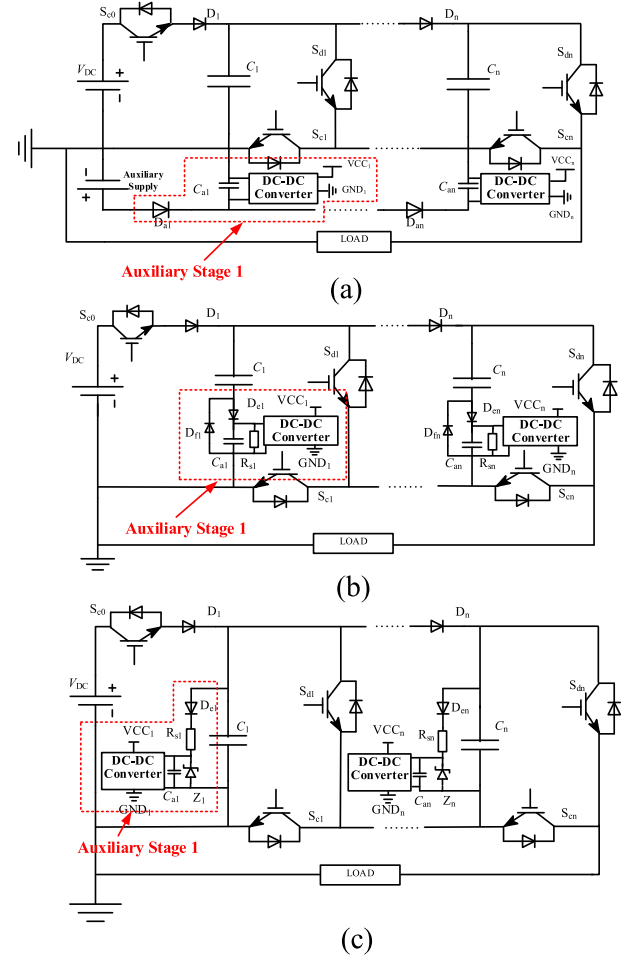 Sc0 D1 Dn
VDC + C1 Sd1 Cn Sdn
Sc1 Scn
Auxiliary
Supply
+ Ca1 DC-DC
Converter VCC1 GND1
Can DC-DC
Converter VCCn GNDn
Da1 Dan
LOAD
Auxiliary Stage 1
(a)
Sc0 D1 Dn
VDC + C1 Sd1 Cn Sdn
De1 VCC1 Den VCCn
Df1 DC-DC
Converter Dfn DC-DC
Converter
Ca1 Rs1 GND1 Can Rsn GNDn
Sc1 Scn
Auxiliary Stage 1
LOAD
(b)
Sc0 D1 Dn
VDC + Sd1 Sdn
De1 Den
VCC1 Rs1 C1 VCCn Rsn Cn
DC-DC
Converter DC-DC
Converter
GND1 Ca1 Z1 GNDn Can Zn
Sc1 Scn
Auxiliary Stage 1
LOAD
(c)